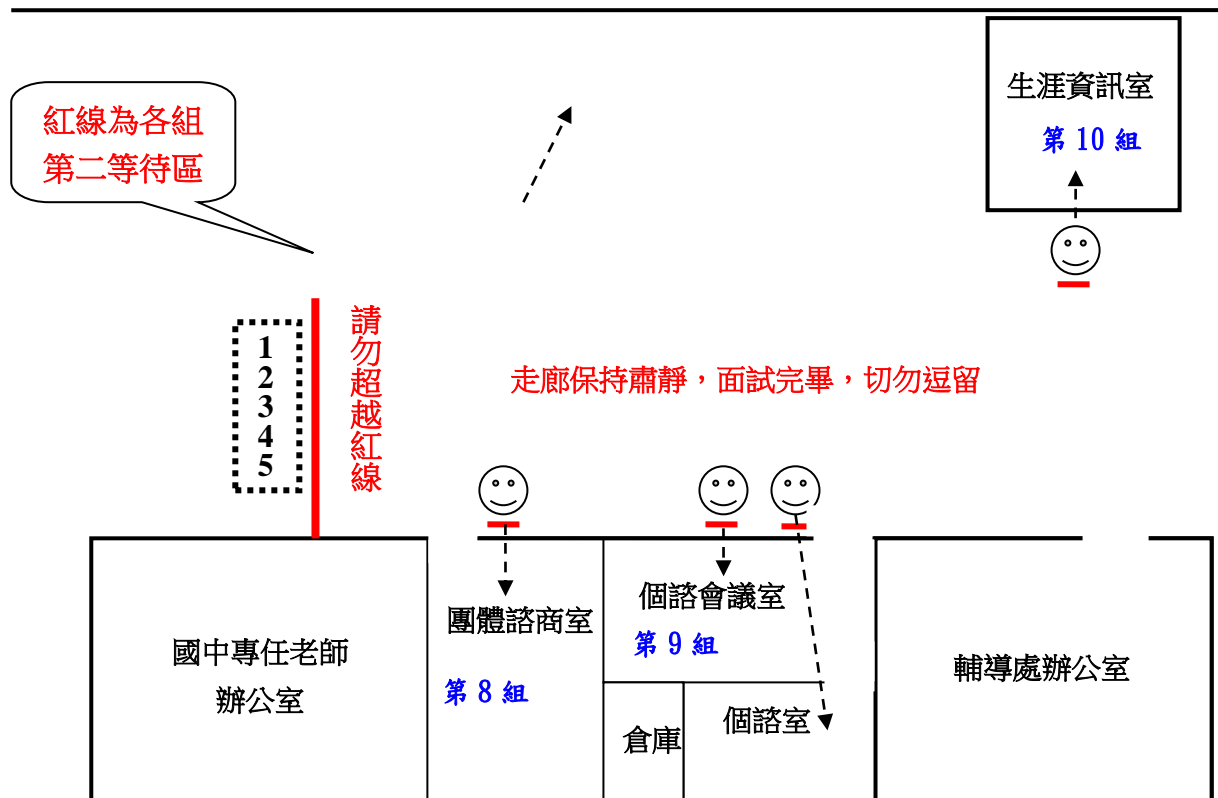 生涯資訊室
第 10 組
紅線為各組
第二等待區
1
2
3
4
5
請勿超越紅線
走廊保持肅靜，面試完畢，切勿逗留
國中專任老師
辦公室
團體諮商室
第 8 組
個諮會議室
第 9 組
倉庫
個諮室
輔導處辦公室